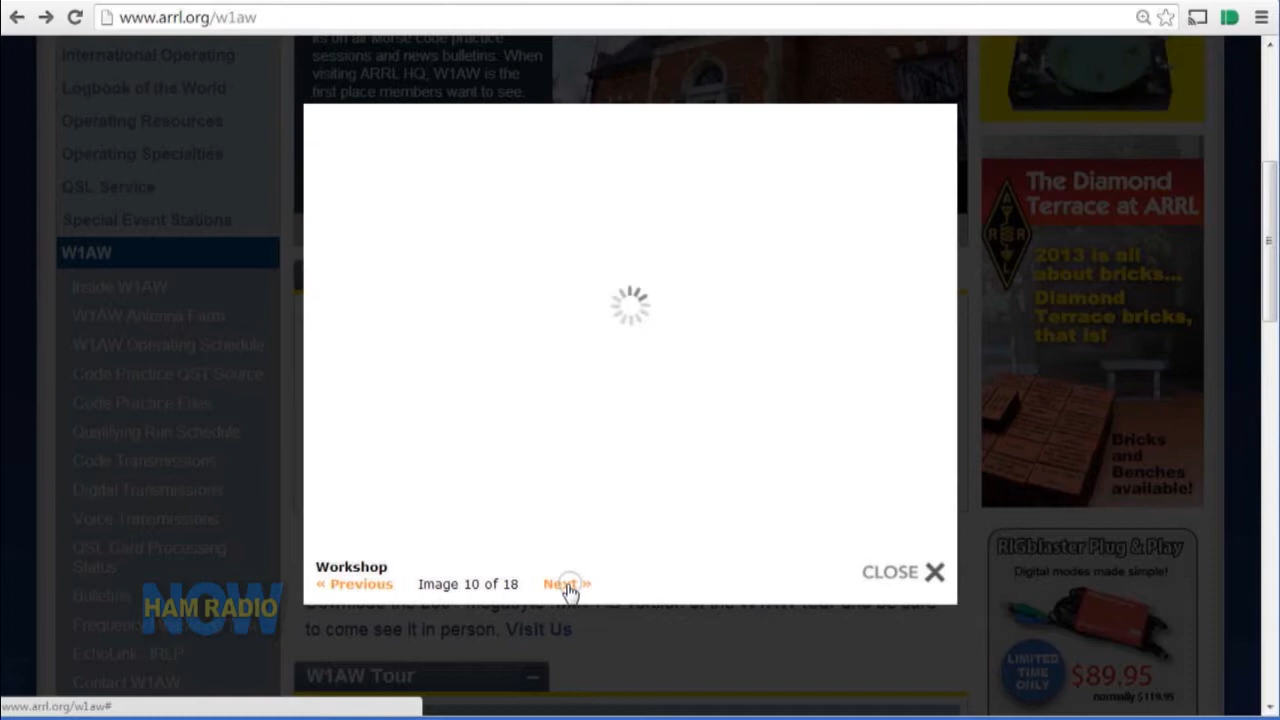 www.arrl.org/w1aw
International Operating
Logbook of the World
Operating Resources
Operating Specialties
QSL Service
Special Event Stations
W1AW
Inside W1AW
W1AW Antenna Farm
W1AW Operating Schedule
Code Practice QST Source
Code Practice Files
Qualifying Run Schedule
Code Transmissions
Digital Transmissions
Voice Transmissions
QSL Card Processing
Status
Bulletins
EchoLink - IRLP
Contact W1AW
sessions and news bulletins. When
visiting ARRL HQ, W1AW is the
first place members want to see.
Workshop
« Previous
Image 10 of 18
Next »
CLOSE
to come see it in person. Visit Us
W1AW Tour
The Diamond
Terrace at ARRL
2013 is all
about bricks...
Diamond
Terrace bricks,
that is!
Bricks
and
Benches
available!
RIGblaster Plug & Play
Digital modes made simple!
LIMITED
TIME
ONLY
$89.95
normally $119.95
HAM RADIO
NOW
www.arrl.org/w1aw#